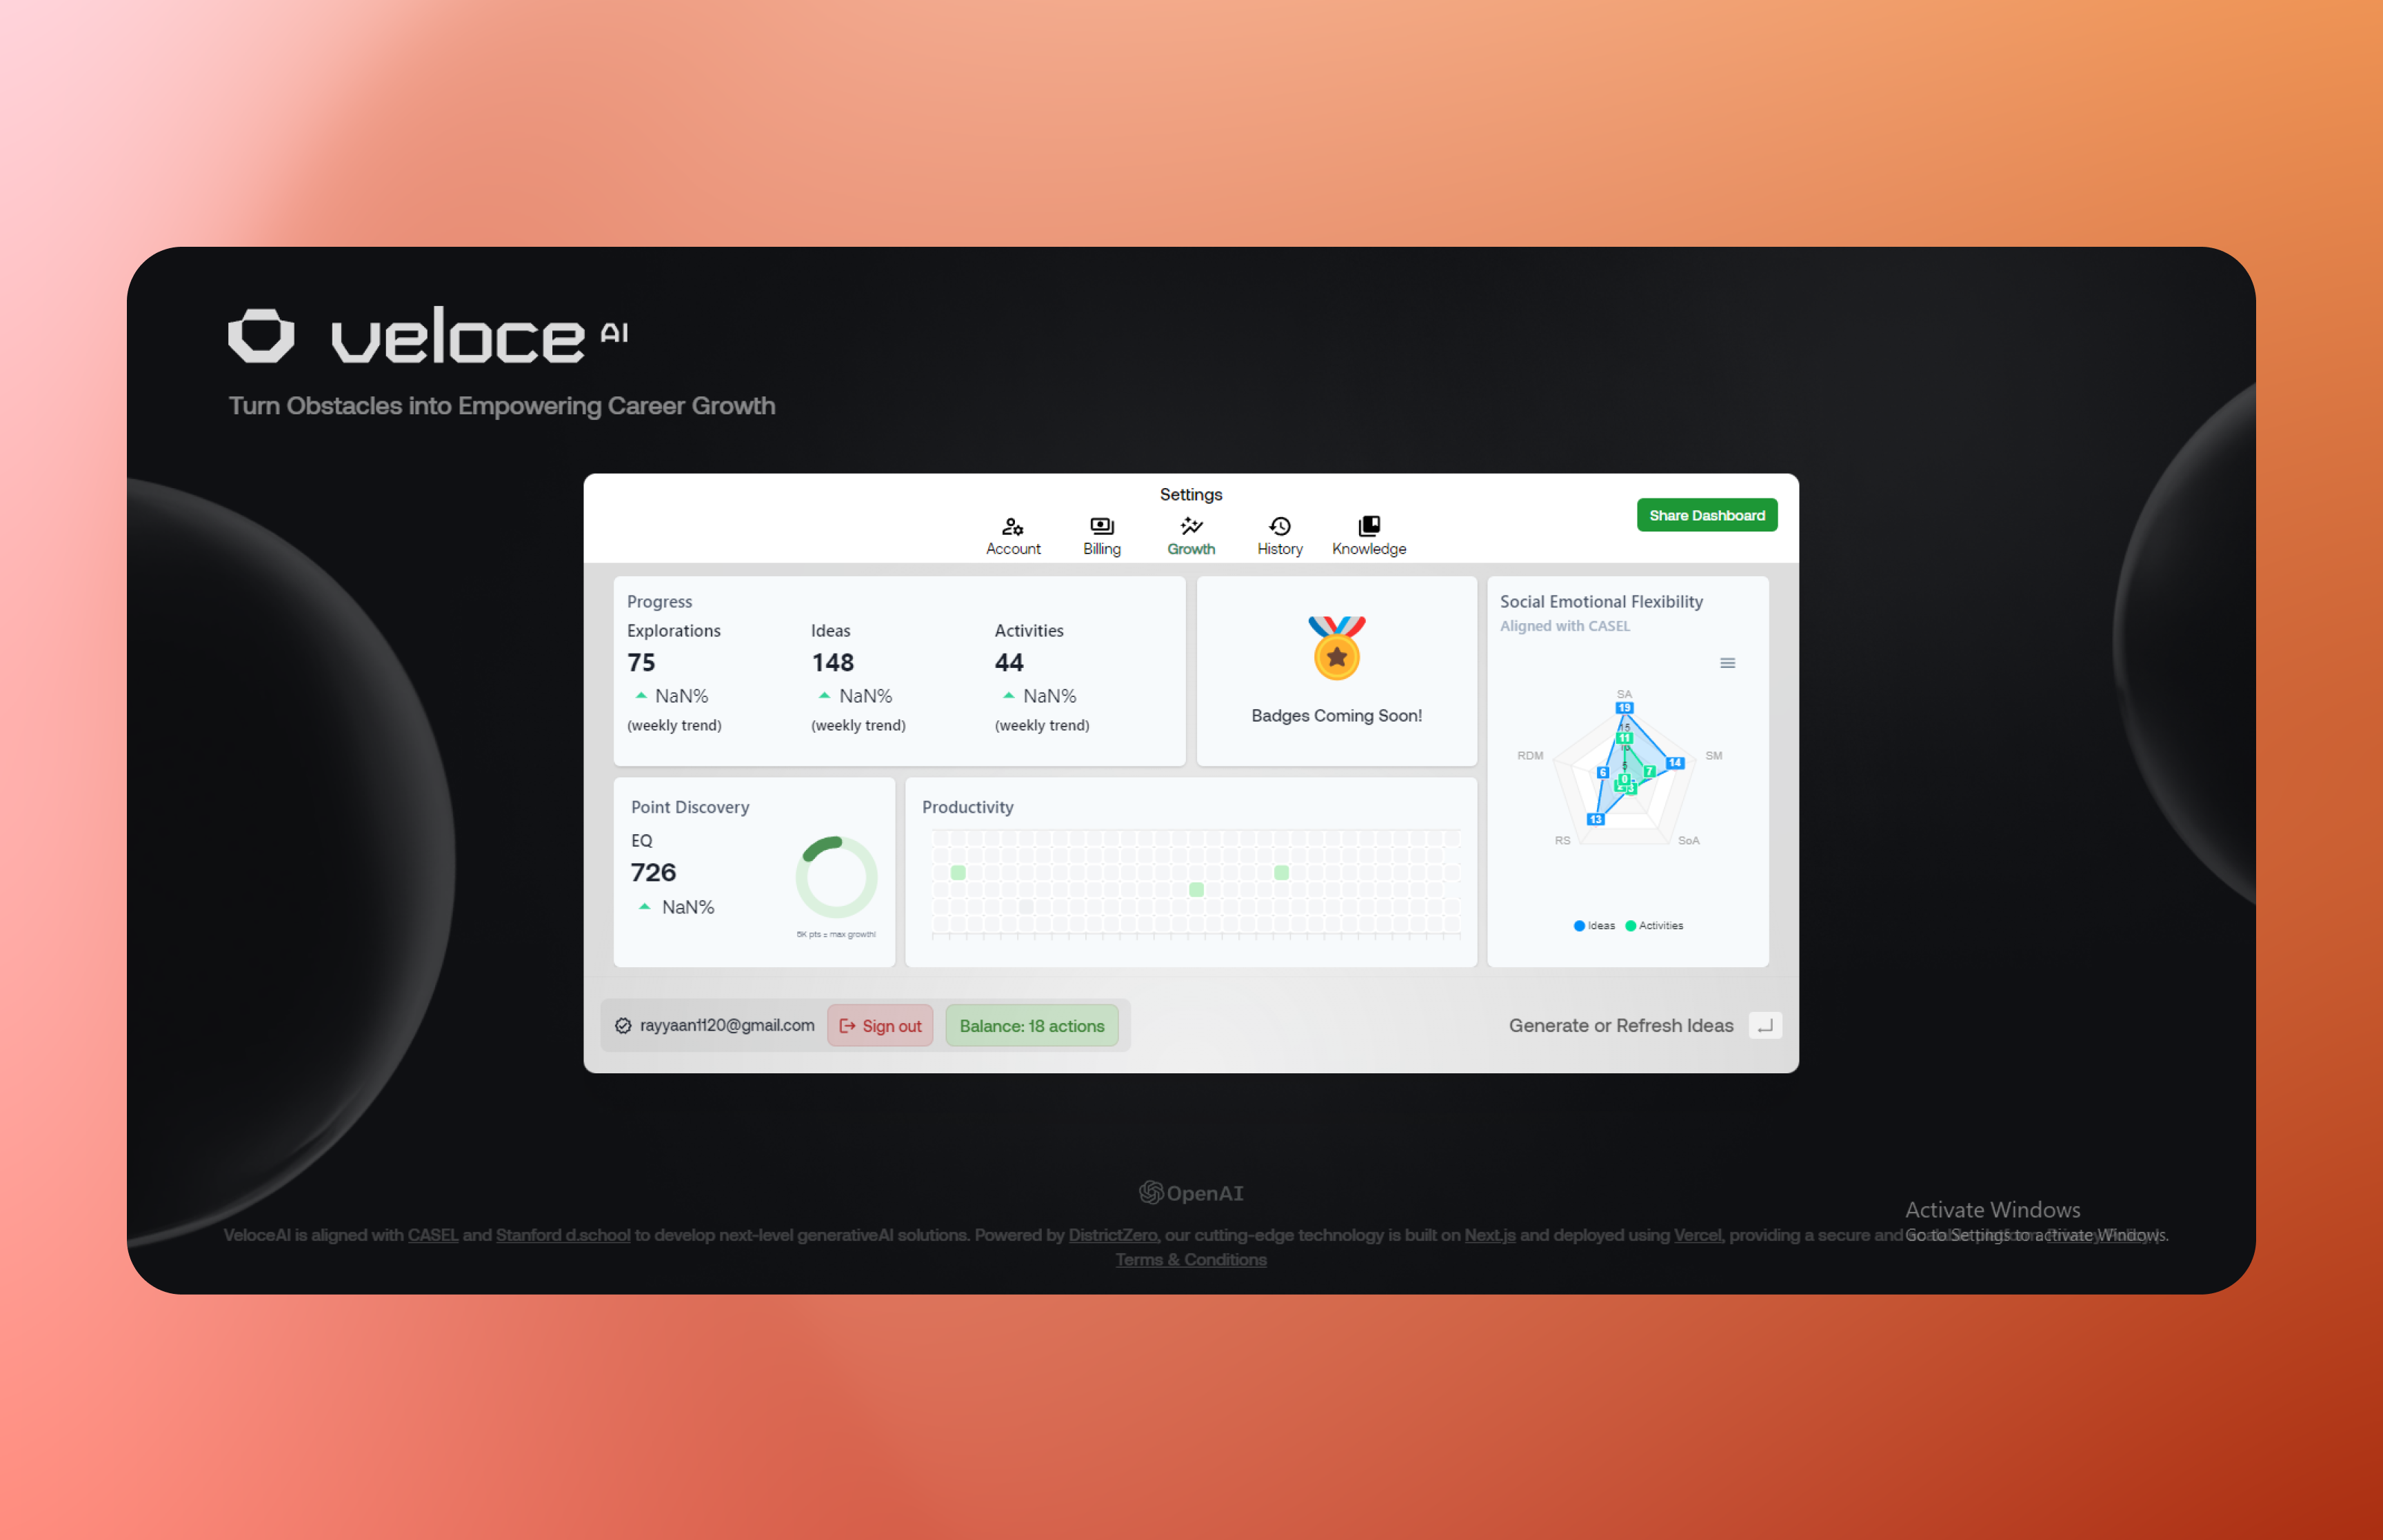 veloce AI
Turn Obstacles into Empowering Career Growth
Settings
Account
Billing
Growth
History
Knowledge
Share Dashboard
Progress
Explorations
75
NaN%
(weekly trend)
Ideas
148
NaN%
(weekly trend)
Activities
44
NaN%
(weekly trend)
Badges Coming Soon!
Social Emotional Flexibility
Aligned with CASEL
SA
19
15
11
10
RDM
SM
14
5
6
7
0
3
13
RS
SoA
Ideas
Activities
Point Discovery
EQ
726
NaN%
5K pts = max growth!
Productivity
rayyaan1120@gmail.com
Sign out
Balance: 18 actions
Generate or Refresh Ideas
OpenAI
VeloceAI is aligned with CASEL and Stanford d.school to develop next-level generativeAI solutions. Powered by DistrictZero, our cutting-edge technology is built on Next.js and deployed using Vercel, providing a secure and
Terms & Conditions
Activate Windows
Go to Settings to activate Windows.